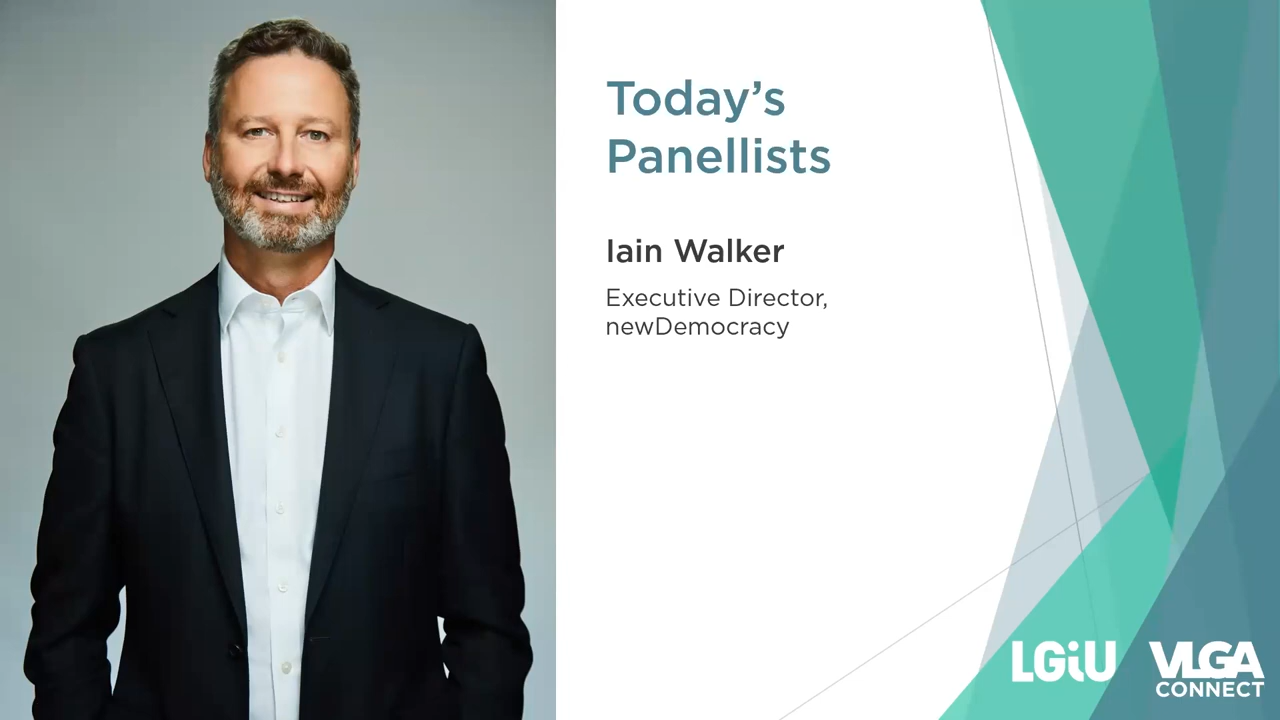 Today's
Panellists
Iain Walker
Executive Director,
newDemocracy
LGiU
VLGA
CONNECT